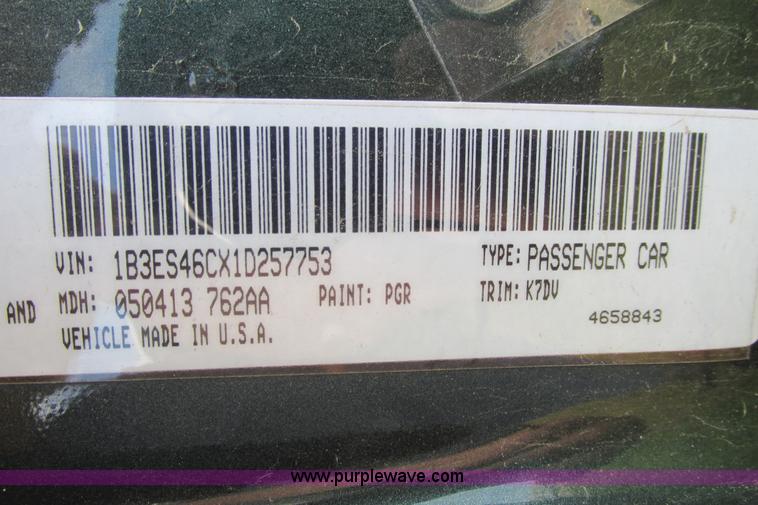 VIN: 1B3ES46CX1D257753 TYPE: PASSENGER CAR
AND MDH: 050413 762AA PAINT: PGR TRIM: K7DV
VEHICLE MADE IN U.S.A. 4658843
www.purplewave.com